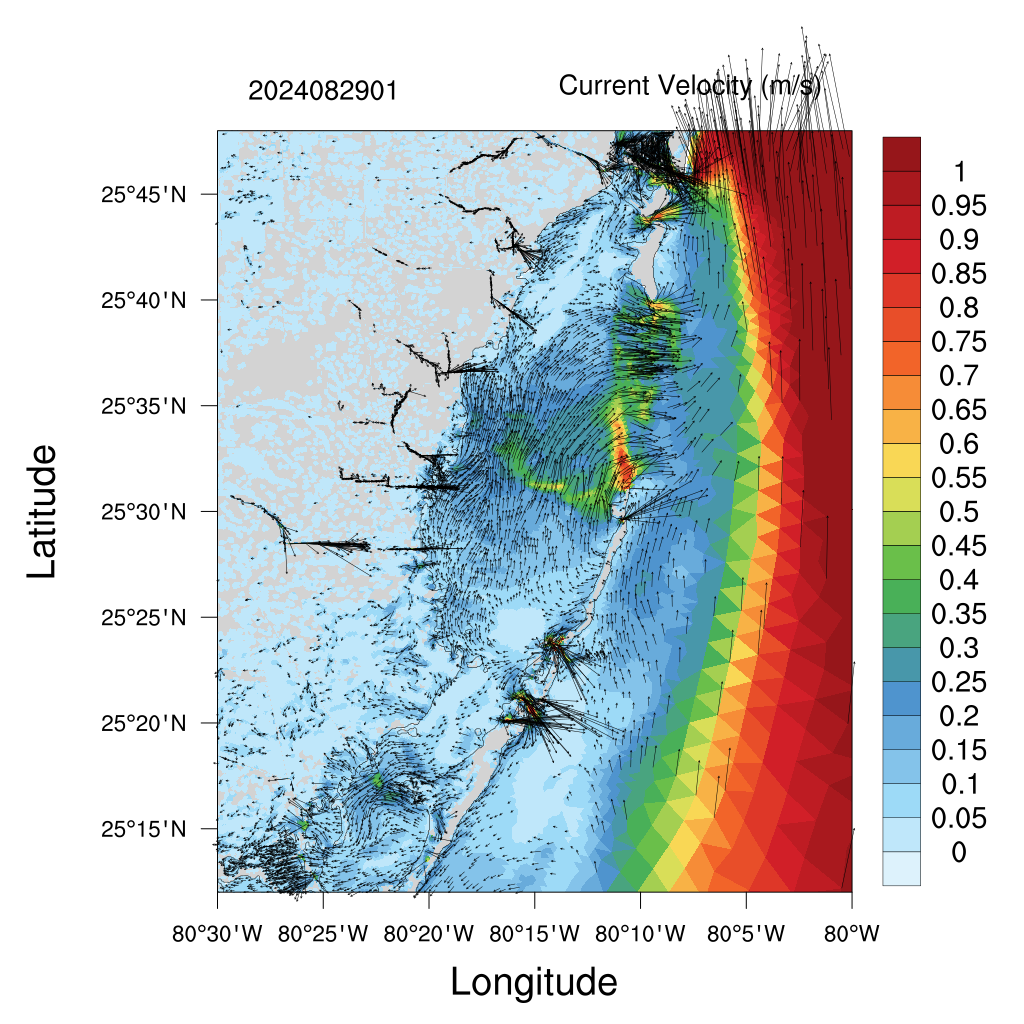 2024082901
Current Velocity (m/s)
25°45'N
25°40'N
25°35'N
25°30'N
25°25'N
25°20'N
25°15'N
Latitude
80°30'W 80°25'W 80°20'W 80°15'W 80°10'W 80°5'W 80°W
Longitude
1
0.95
0.9
0.85
0.8
0.75
0.7
0.65
0.6
0.55
0.5
0.45
0.4
0.35
0.3
0.25
0.2
0.15
0.1
0.05
0